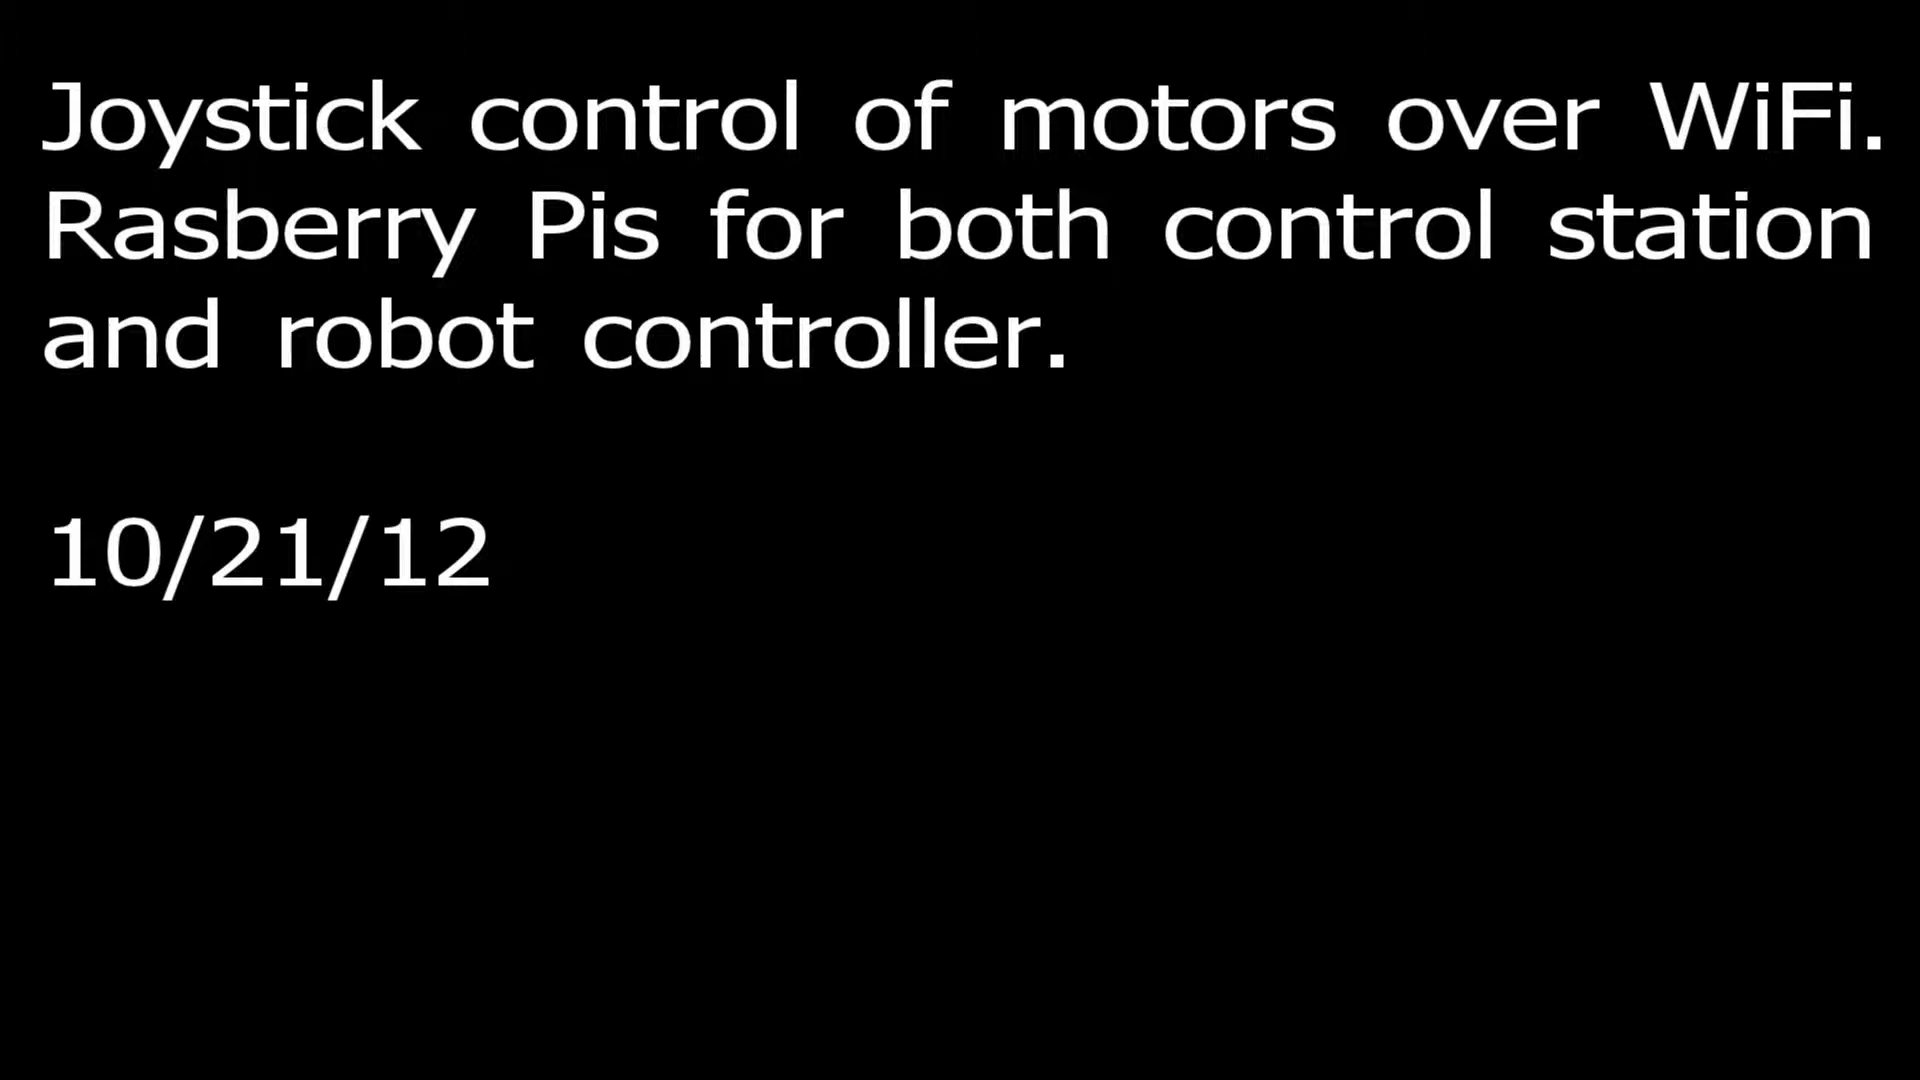 Joystick control of motors over WiFi.
Rasberry Pis for both control station
and robot controller.
10/21/12